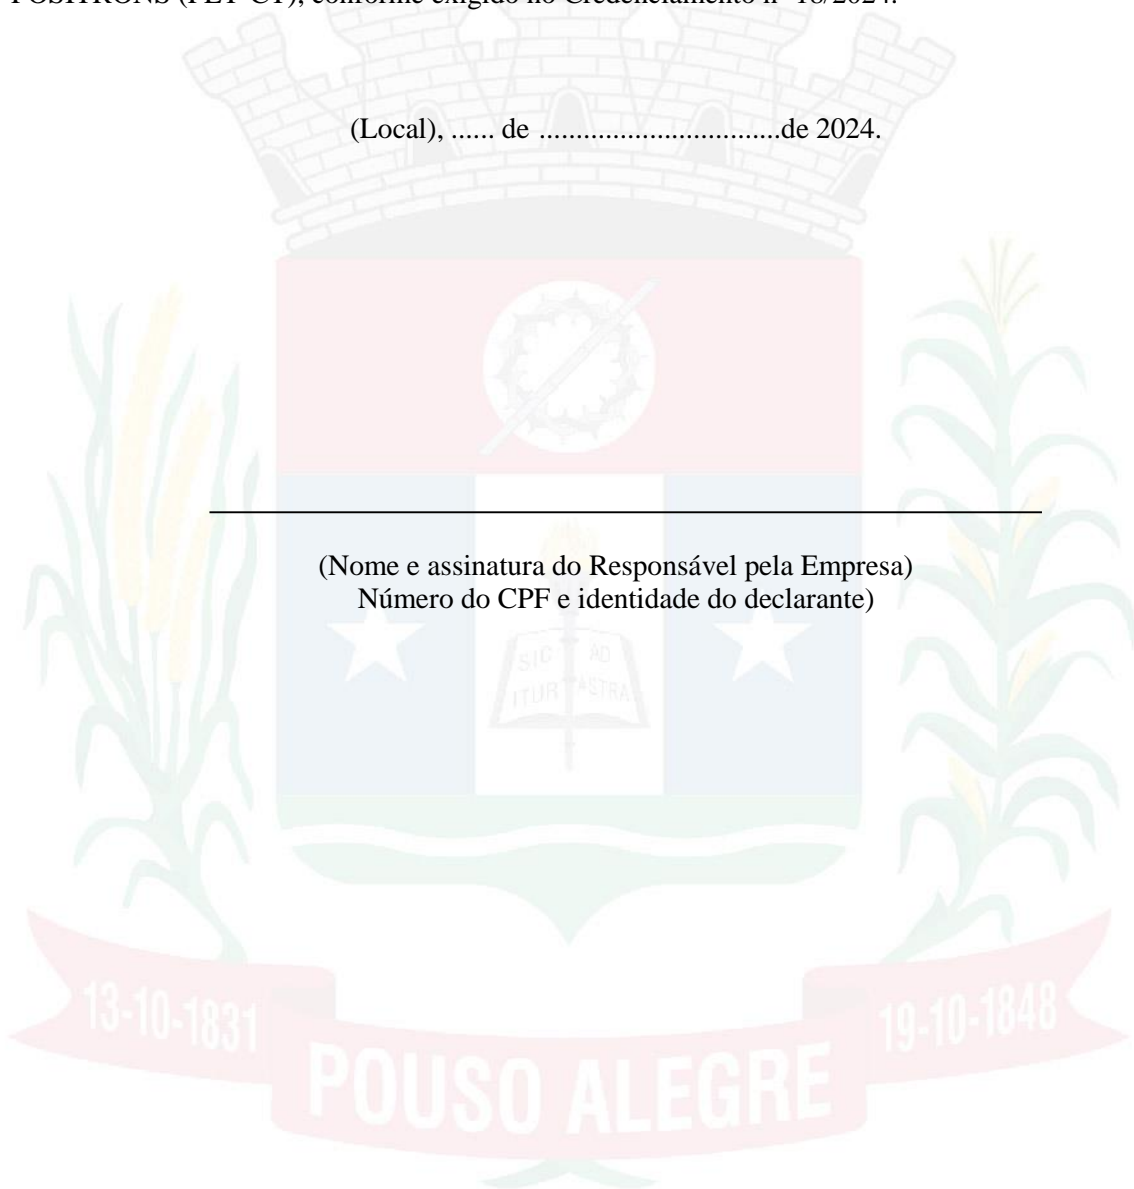 POSITRONS (PET-CT), conforme exigido no Credenciamento nº 18/2024.
(Local), ...... de .................................de 2024.
(Nome e assinatura do Responsável pela Empresa)
Número do CPF e identidade do declarante)
SIC AD
ITUR ASTRA
13-10-1831
19-10-1848
POUSO ALEGRE